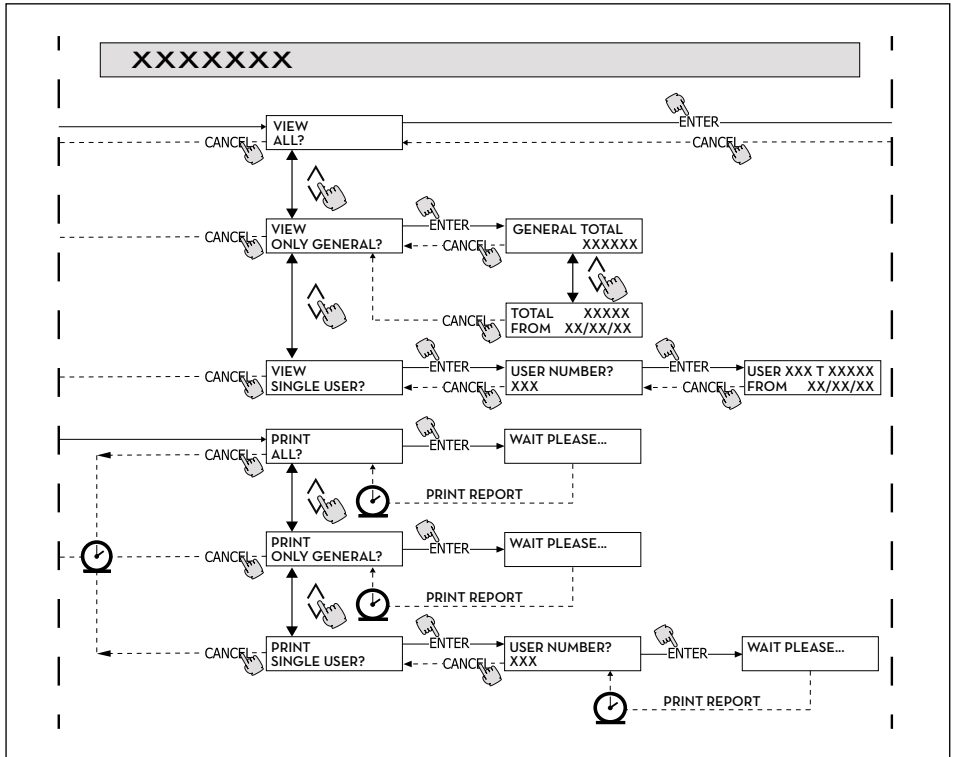 XXXXXXX
VIEW
ALL?
ENTER
CANCEL
CANCEL
VIEW
ONLY GENERAL?
CANCEL
ENTER
CANCEL
GENERAL TOTAL
XXXXXX
CANCEL
TOTAL XXXXX
FROM XX/XX/XX
VIEW
SINGLE USER?
CANCEL
ENTER
CANCEL
USER NUMBER?
XXX
ENTER
CANCEL
USER XXX T XXXXX
FROM XX/XX/XX
PRINT
ALL?
CANCEL
ENTER
WAIT PLEASE...
PRINT REPORT
PRINT
ONLY GENERAL?
CANCEL
ENTER
WAIT PLEASE...
PRINT REPORT
PRINT
SINGLE USER?
CANCEL
ENTER
CANCEL
USER NUMBER?
XXX
ENTER
WAIT PLEASE...
PRINT REPORT